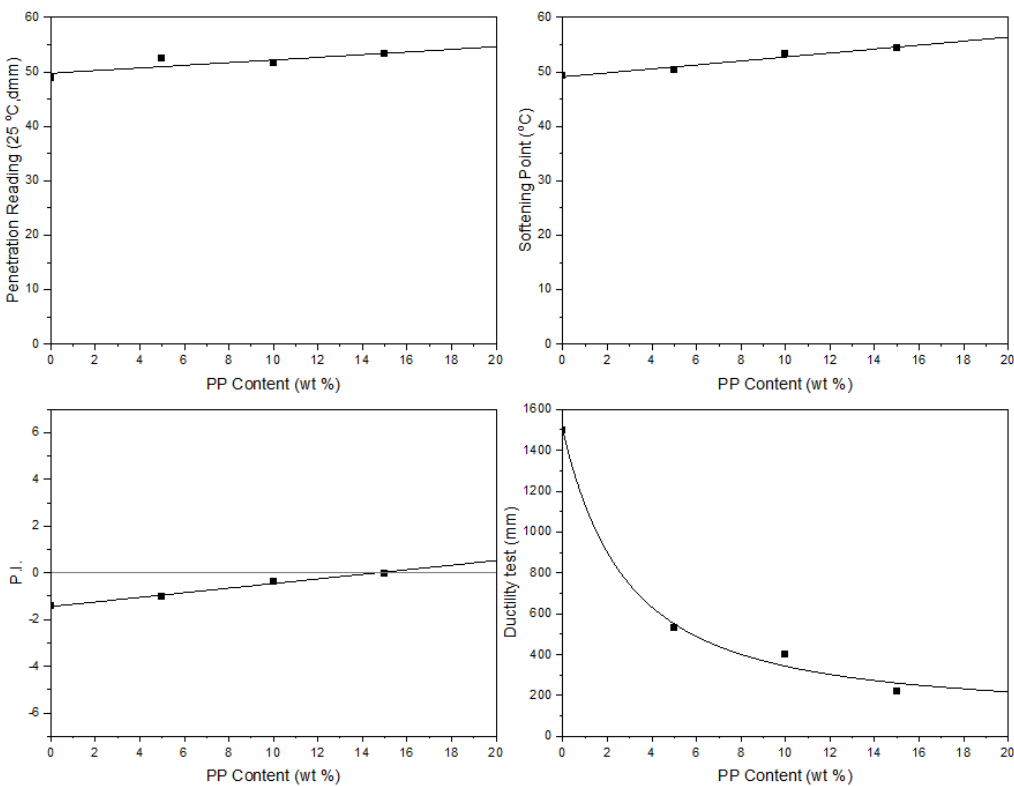 60
50
40
30
20
10
0
Penetration Reading (25 °C,dmm)
0 2 4 6 8 10 12 14 16 18 20
PP Content (wt %)
60
50
40
30
20
10
0
Softening Point (°C)
0 2 4 6 8 10 12 14 16 18 20
PP Content (wt %)
6
4
2
0
-2
-4
-6
P.I.
0 2 4 6 8 10 12 14 16 18 20
PP Content (wt %)
1600
1400
1200
1000
800
600
400
200
0
Ductility test (mm)
0 2 4 6 8 10 12 14 16 18 20
PP Content (wt %)